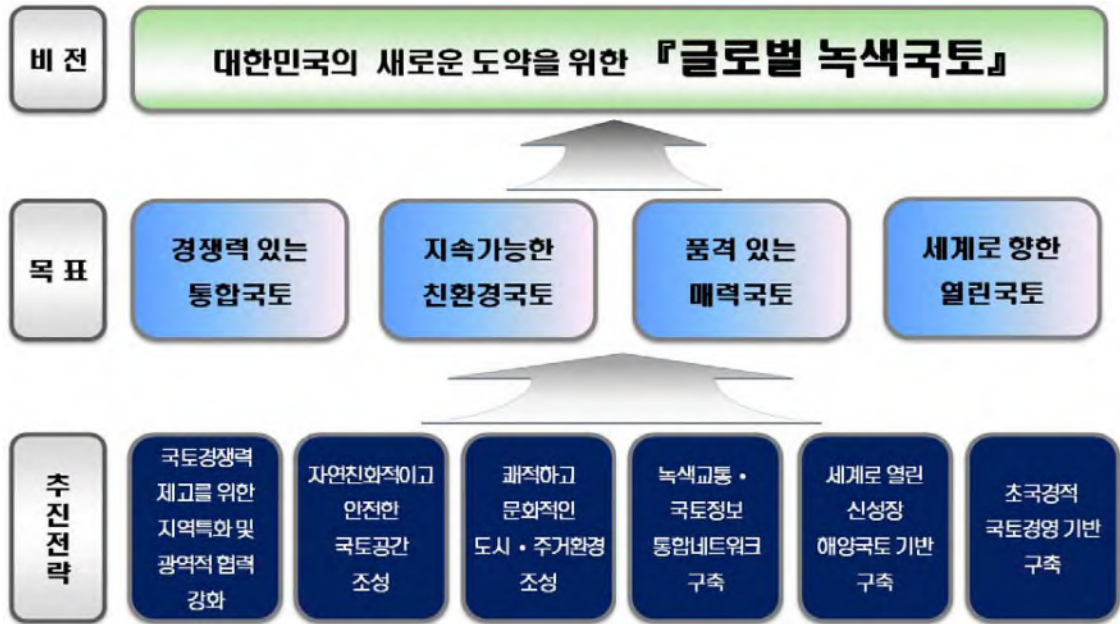 비 전
대한민국의 새로운 도약을 위한 『글로벌 녹색국토』
목 표
경쟁력 있는
통합국토
지속가능한
친환경국토
품격 있는
매력국토
세계로 향한
열린국토
추
진
전
략
국토경쟁력
제고를 위한
지역특화 및
광역적 협력
강화
자연친화적이고
안전한
국토공간
조성
쾌적하고
문화적인
도시 • 주거환경
조성
녹색교통 •
국토정보
통합네트워크
구축
세계로 열린
신성장
해양국토 기반
구축
초국경적
국토경영 기반
구축